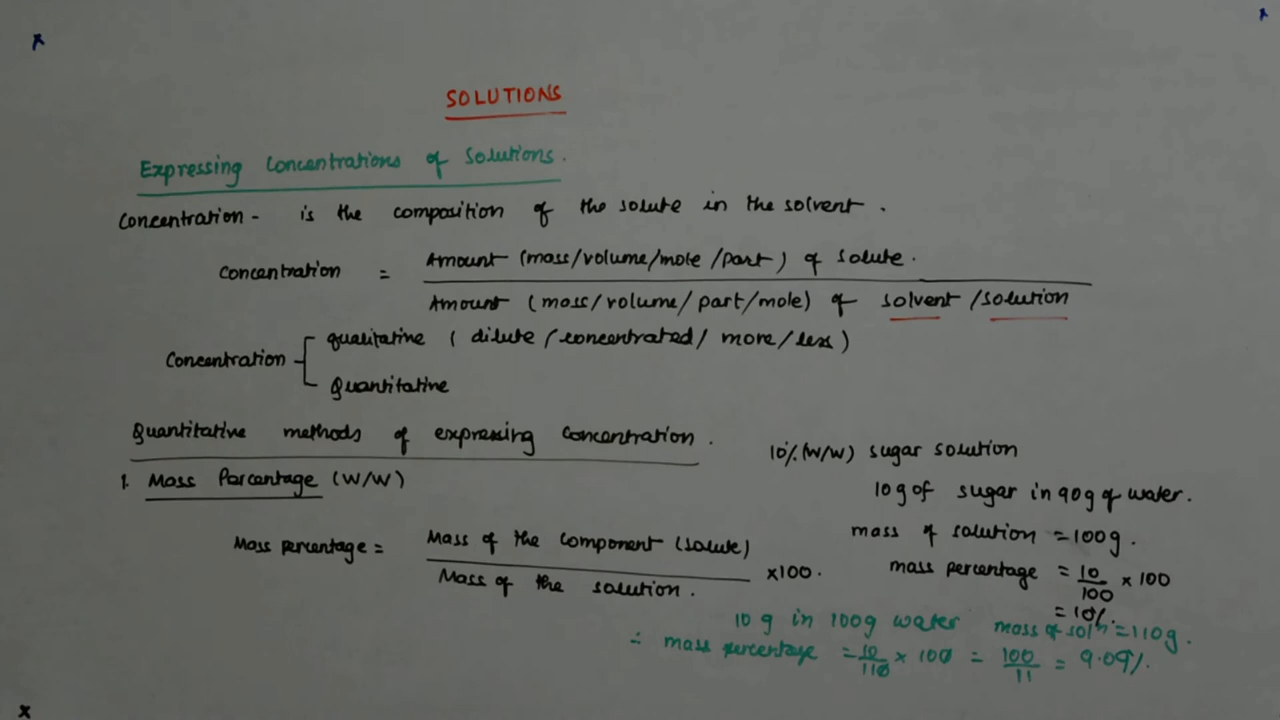 SOLUTIONS
Expressing Concentrations of Solutions.
Concentration - is the composition of the solute in the solvent.
Concentration = Amount (mass/volume/mole/part) of solute.
Amount (mass/volume/part/mole) of solvent/solution
Concentration
qualitative (dilute/concentrated/more/less)
Quantitative
Quantitative methods of expressing Concentration.
1. Mass Percentage (W/W)
Mass percentage = Mass of the component (solute)
Mass of the solution. ×100.
10% (W/W) sugar solution
10g of sugar in 90g of water.
mass of solution = 100g.
mass percentage = 10/100 × 100
= 10%.
10 g in 100g water mass of solⁿ = 110g.
∴ mass percentage = 10/110 × 100 = 100/11 = 9.09%.